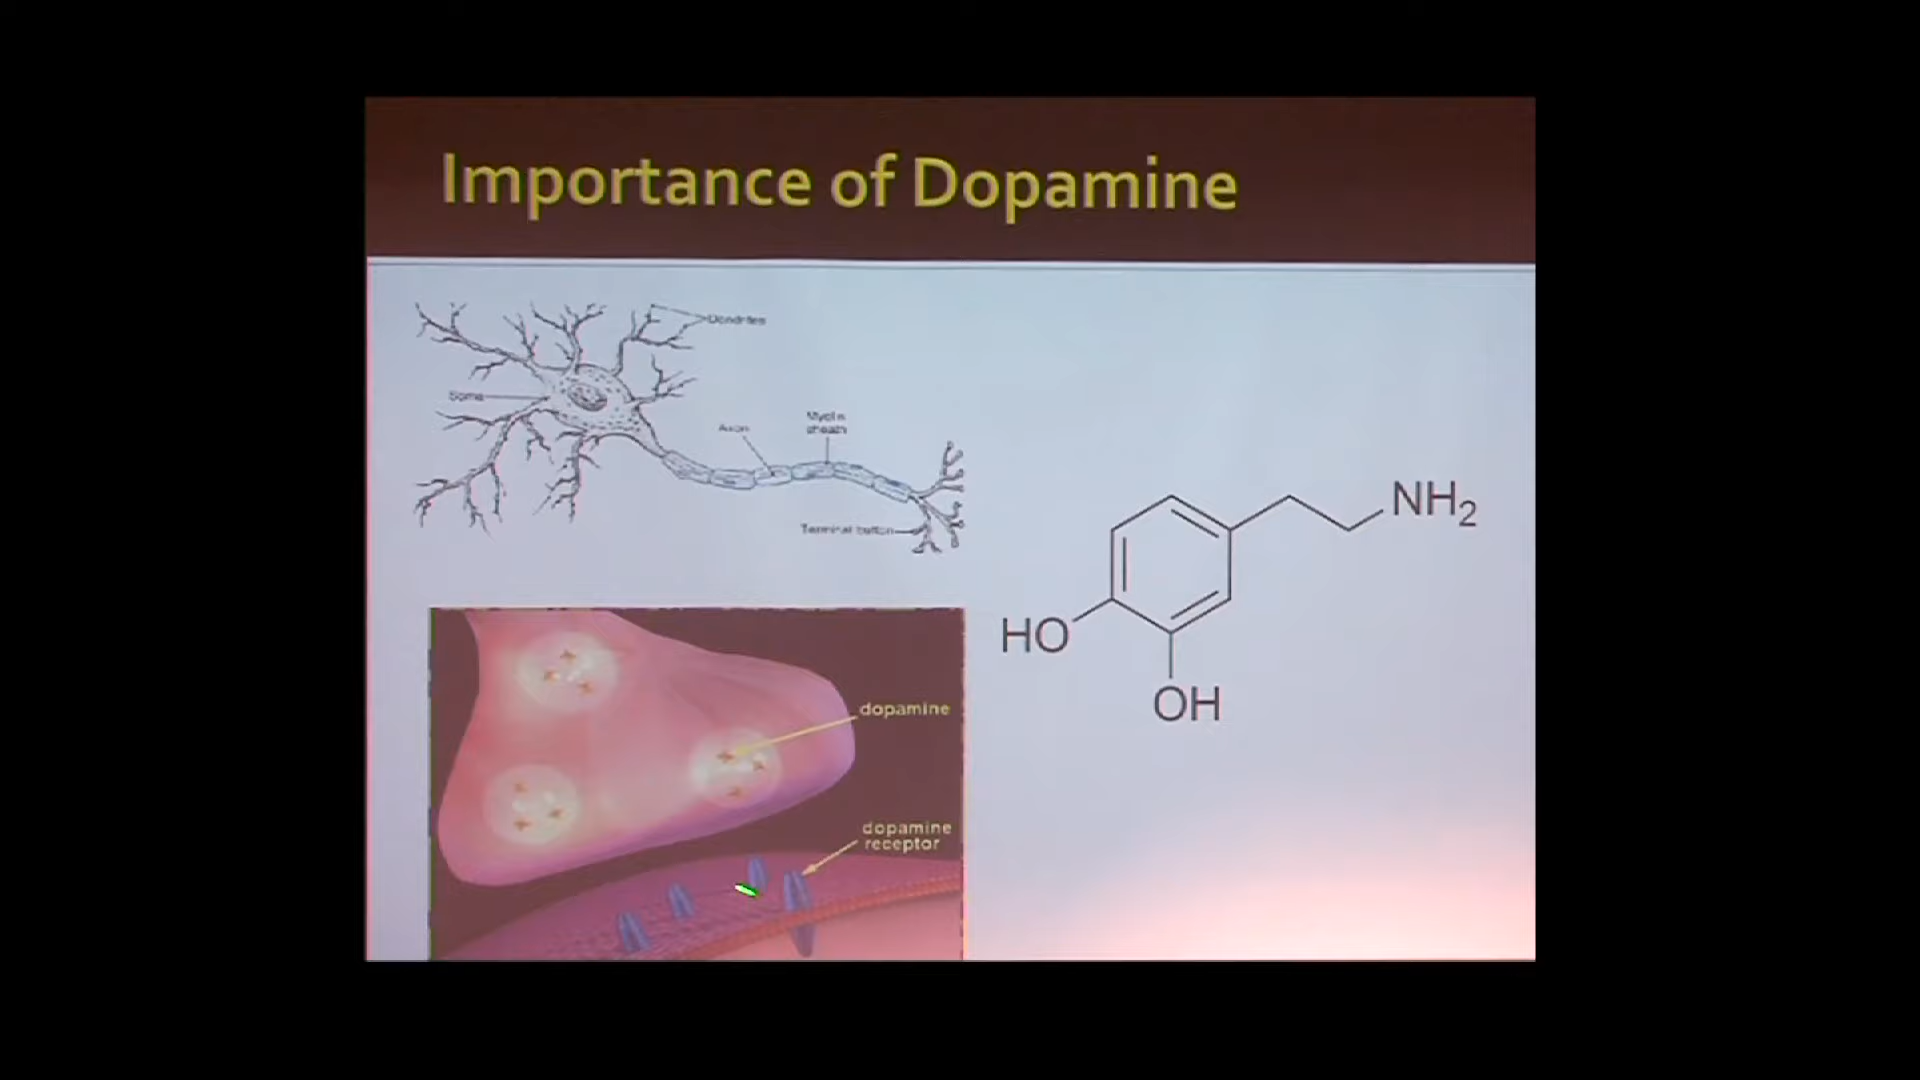 Importance of Dopamine
Dendrites
Soma
Axon
Myelin
sheath
Terminal button
NH2
HO
OH
dopamine
dopamine
receptor